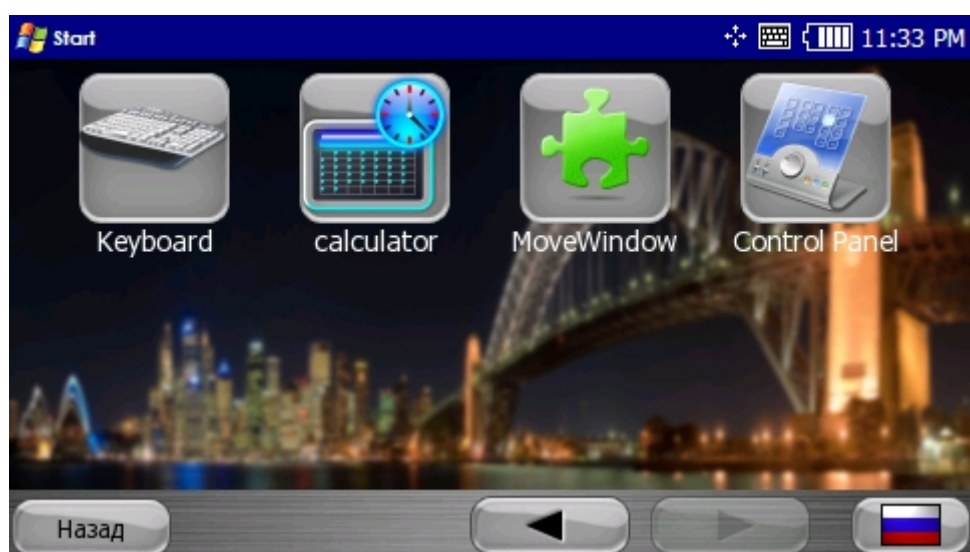 Start 11:33 PM
Keyboard calculator MoveWindow Control Panel
Назад